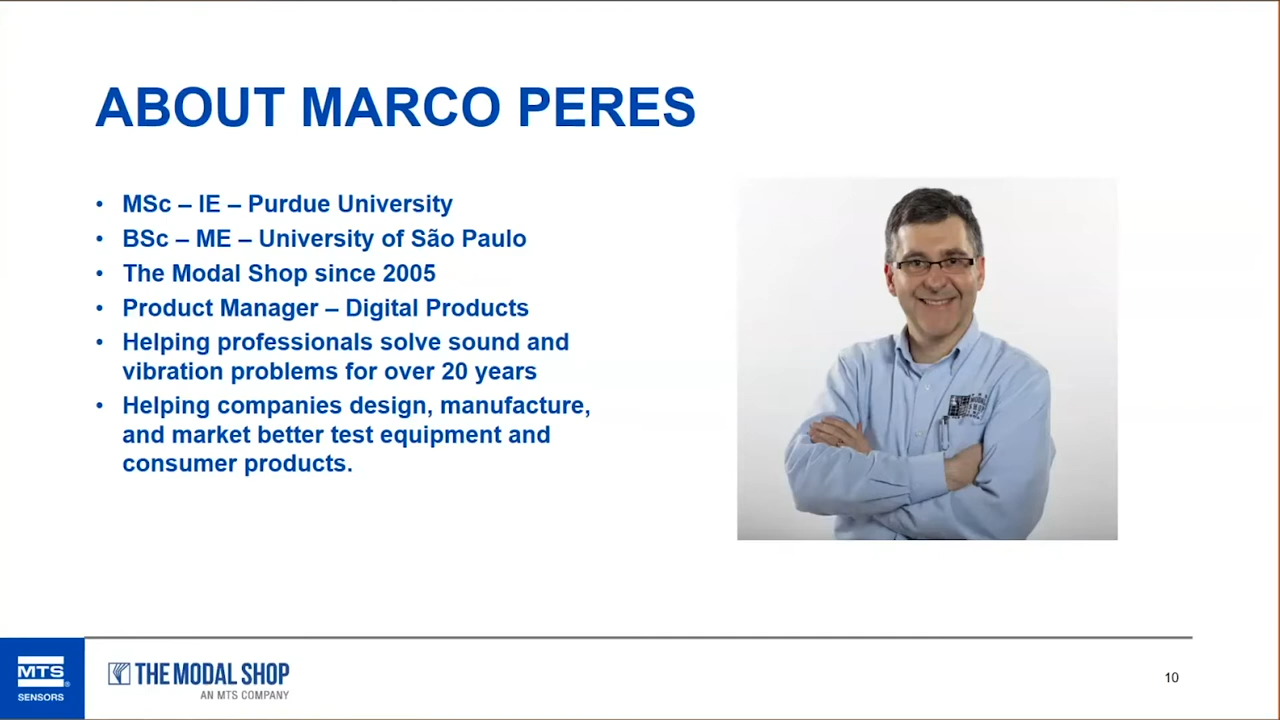 ABOUT MARCO PERES
• MSc – IE – Purdue University
• BSc – ME – University of São Paulo
• The Modal Shop since 2005
• Product Manager – Digital Products
• Helping professionals solve sound and
vibration problems for over 20 years
• Helping companies design, manufacture,
and market better test equipment and
consumer products.
MTS®
SENSORS
THE MODAL SHOP
AN MTS COMPANY
10